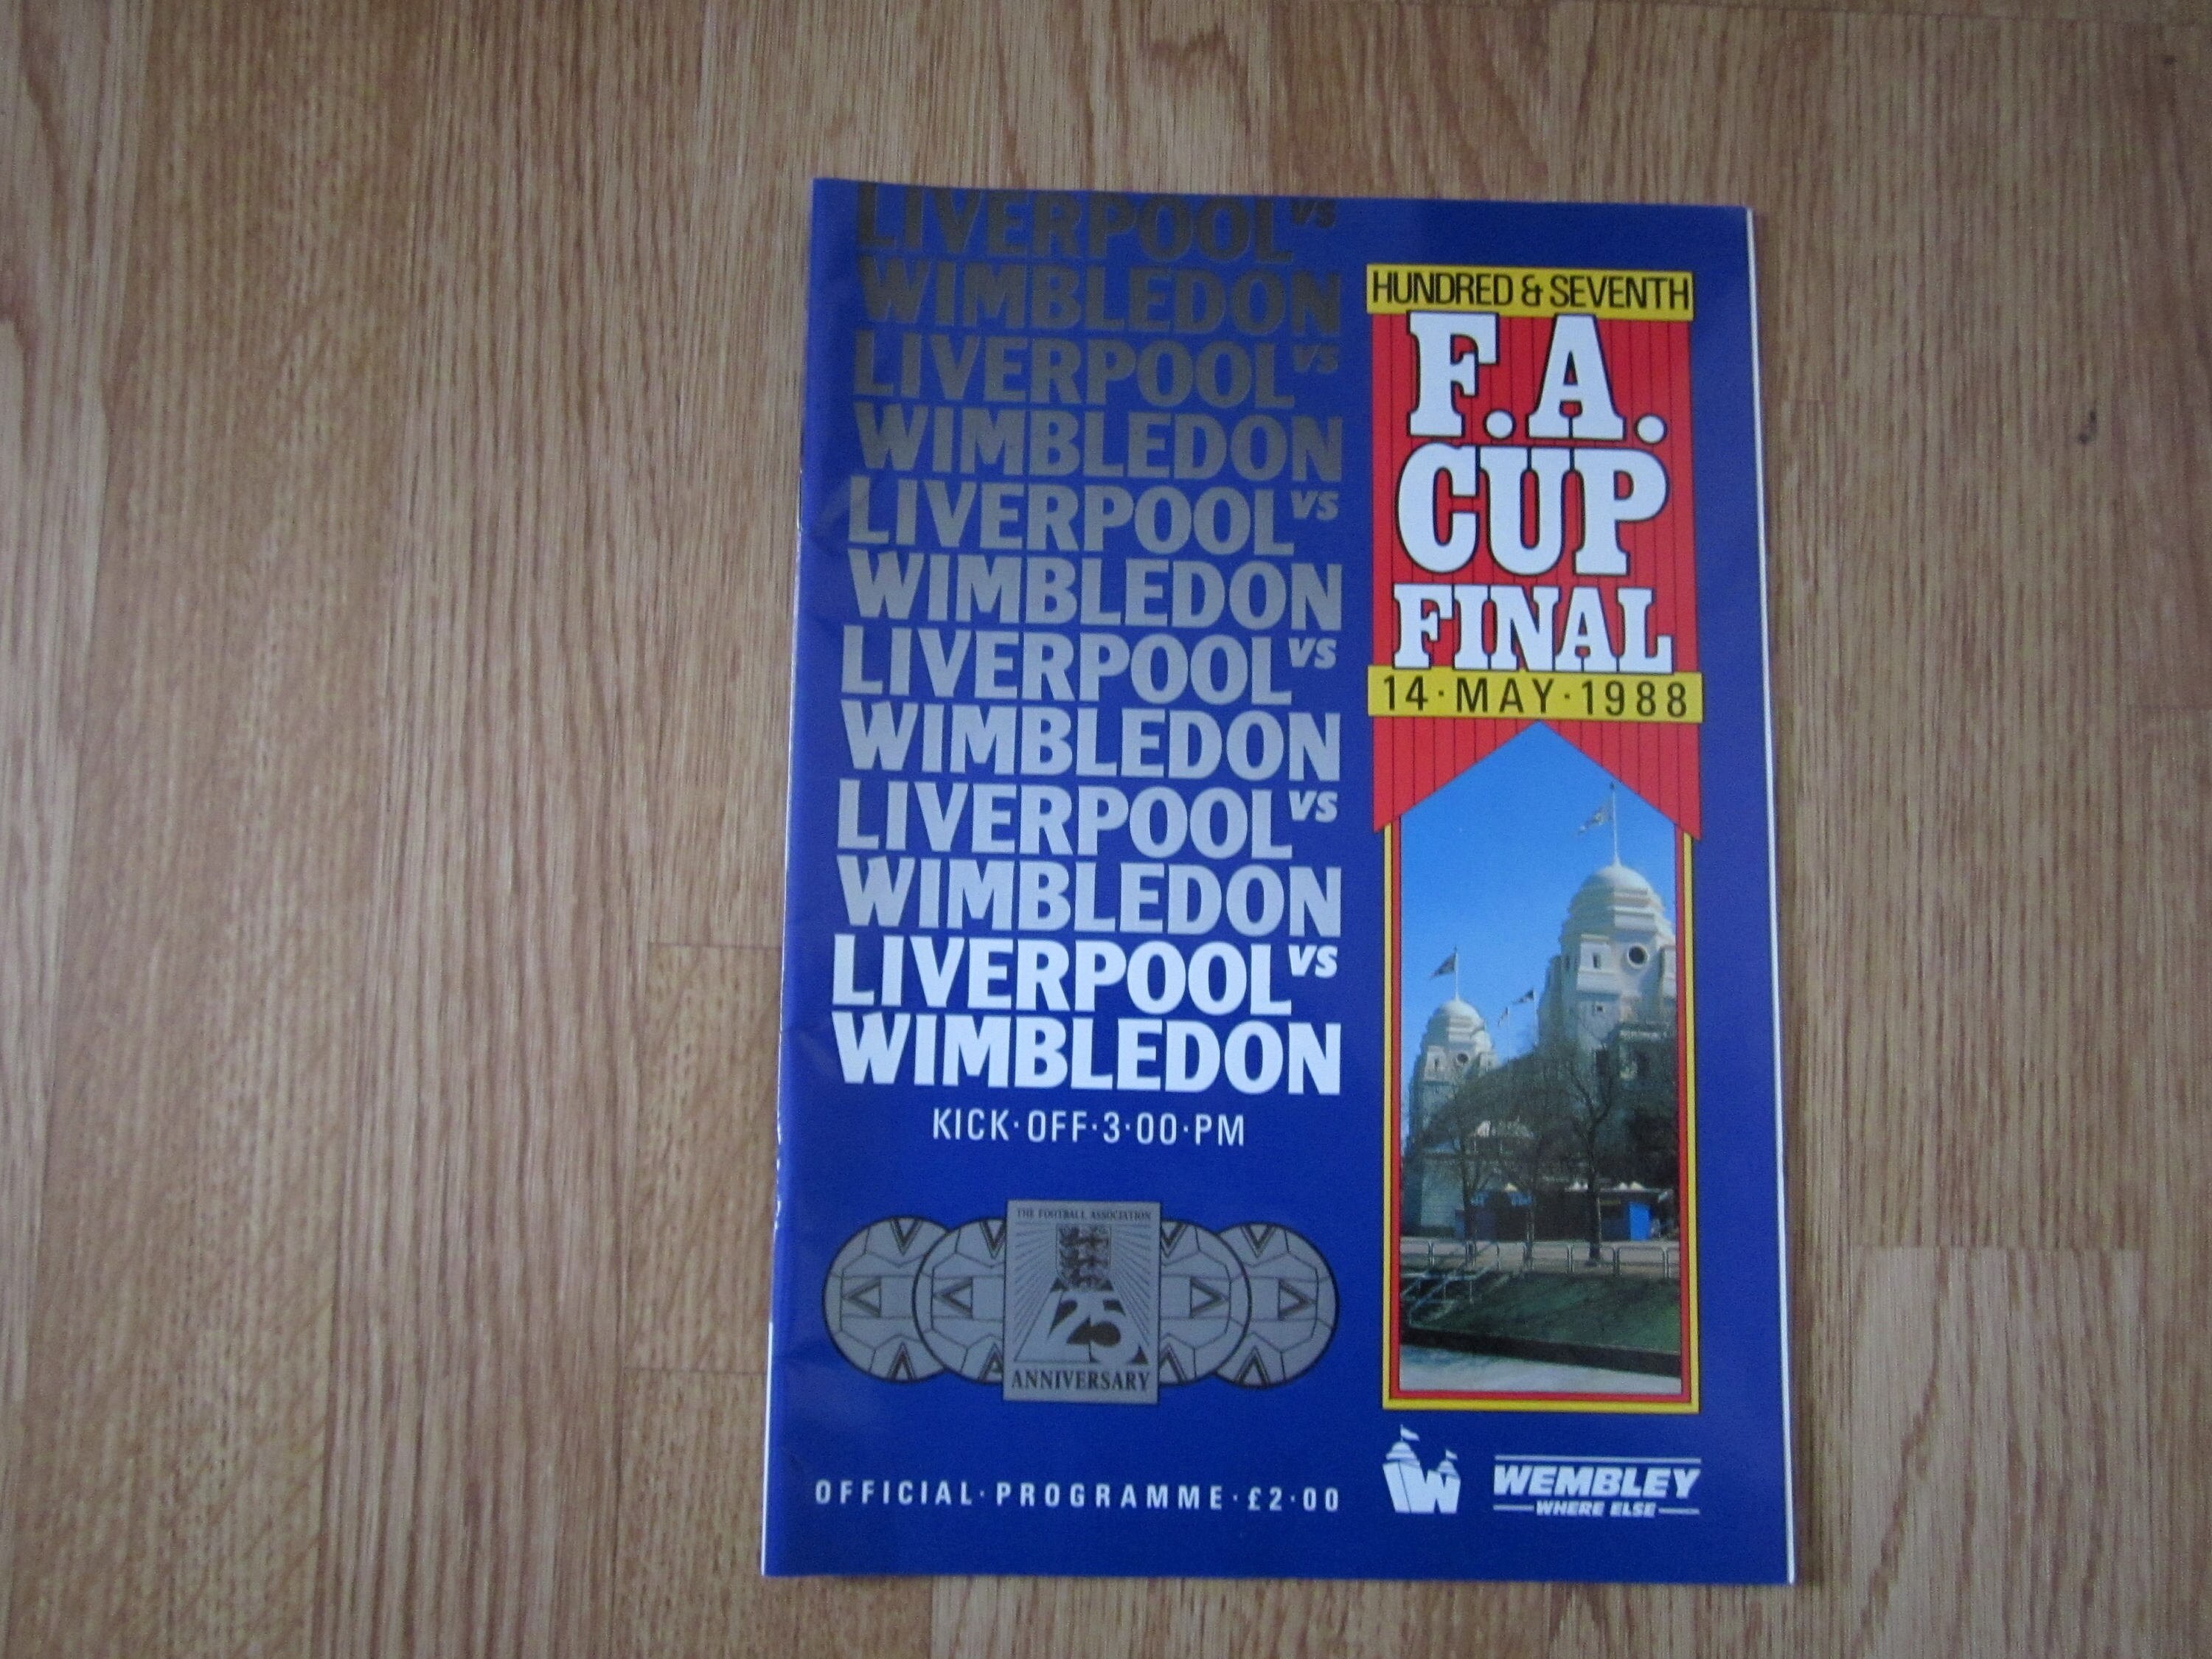 LIVERPOOL VS
WIMBLEDON
LIVERPOOL VS
WIMBLEDON
LIVERPOOL VS
WIMBLEDON
LIVERPOOL VS
WIMBLEDON
LIVERPOOL VS
WIMBLEDON
LIVERPOOL VS
WIMBLEDON
KICK·OFF·3·00·PM
THE FOOTBALL ASSOCIATION
125
ANNIVERSARY
OFFICIAL·PROGRAMME·£2·00
HUNDRED & SEVENTH
F.A.
CUP
FINAL
14·MAY·1988
W
WEMBLEY
WHERE ELSE